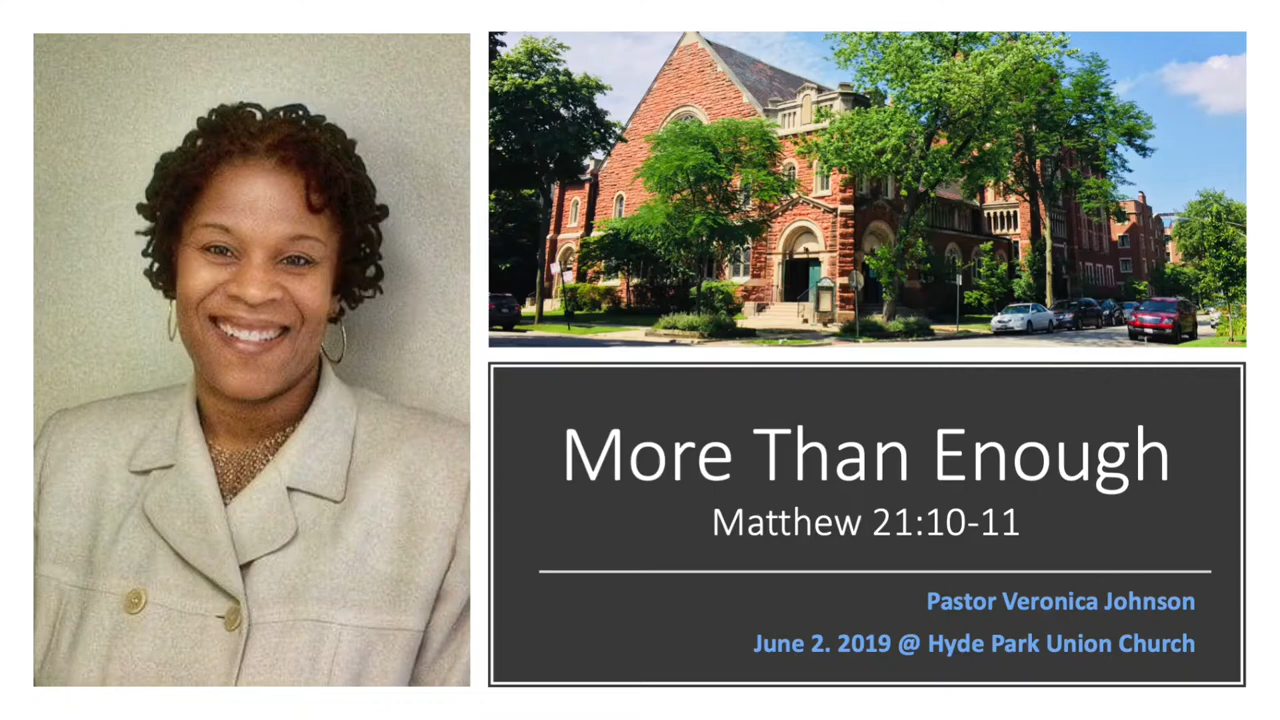 More Than Enough
Matthew 21:10-11
Pastor Veronica Johnson
June 2. 2019 @ Hyde Park Union Church